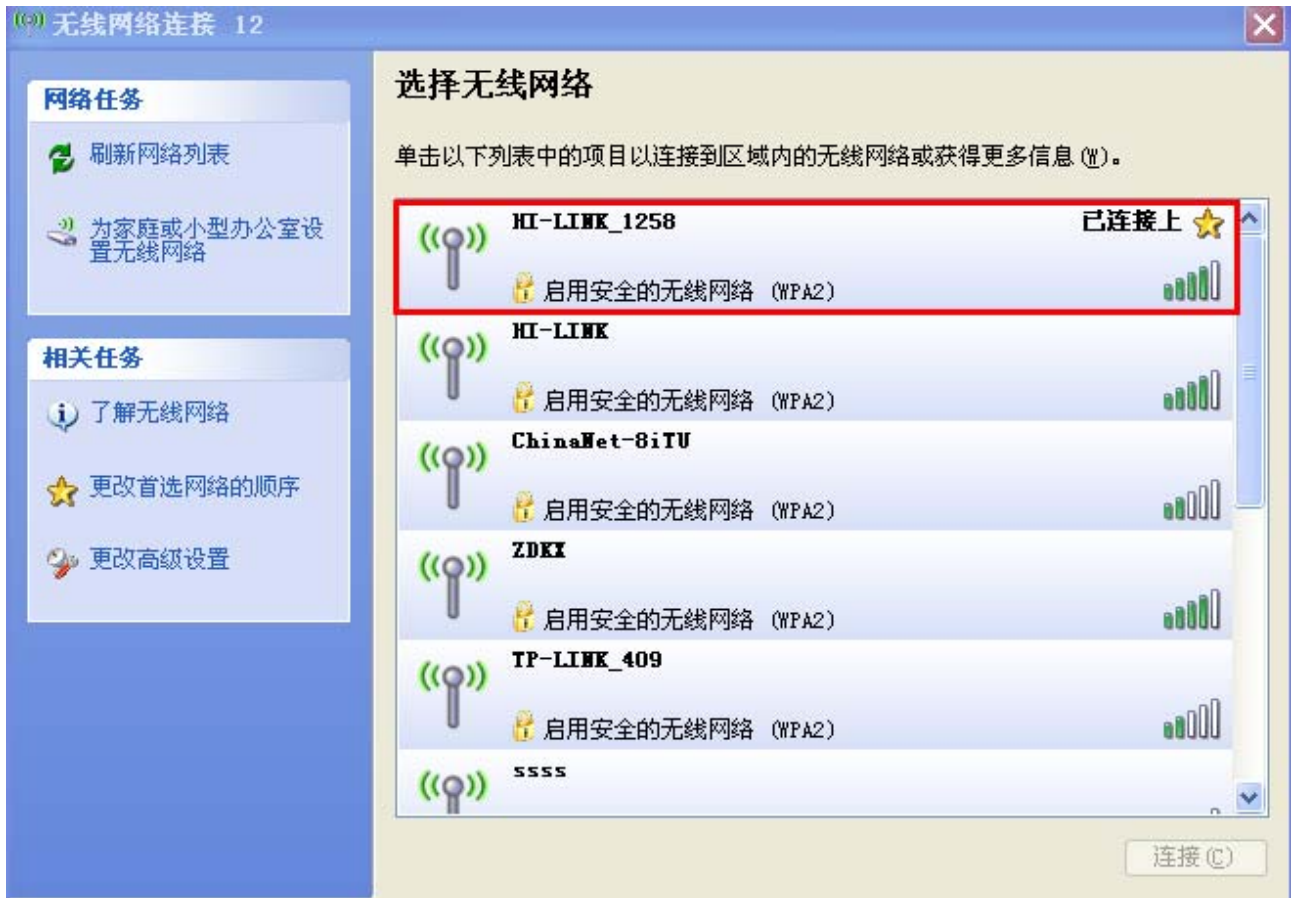 无线网络连接 12
网络任务
刷新网络列表
为家庭或小型办公室设
置无线网络
相关任务
了解无线网络
更改首选网络的顺序
更改高级设置
选择无线网络
单击以下列表中的项目以连接到区域内的无线网络或获得更多信息(W)。
HI-LINK_1258 已连接上
启用安全的无线网络 (WPA2)
HI-LINK
启用安全的无线网络 (WPA2)
ChinaNet-8iTU
启用安全的无线网络 (WPA2)
ZDKX
启用安全的无线网络 (WPA2)
TP-LINK_409
启用安全的无线网络 (WPA2)
ssss
连接(C)